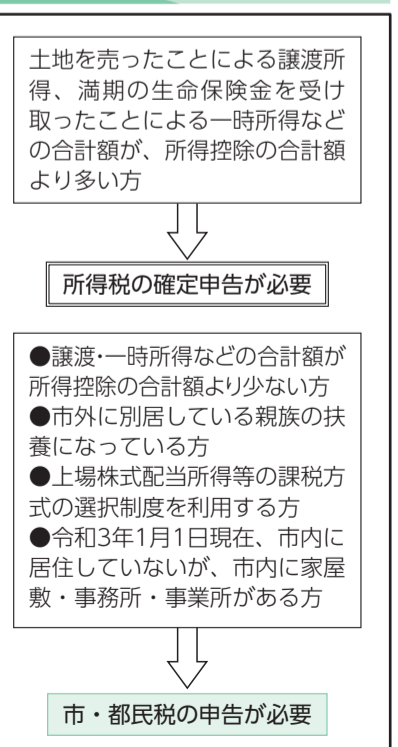 土地を売ったことによる譲渡所
得、満期の生命保険金を受け
取ったことによる一時所得など
の合計額が、所得控除の合計額
より多い方
所得税の確定申告が必要
●譲渡・一時所得などの合計額が
所得控除の合計額より少ない方
●市外に別居している親族の扶
養になっている方
●上場株式配当所得等の課税方
式の選択制度を利用する方
●令和3年1月1日現在、市内に
居住していないが、市内に家屋
敷・事務所・事業所がある方
市・都民税の申告が必要